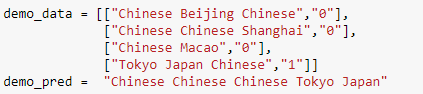 demo_data = [["Chinese Beijing Chinese","0"],
["Chinese Chinese Shanghai","0"],
["Chinese Macao","0"],
["Tokyo Japan Chinese","1"]]
demo_pred =  "Chinese Chinese Chinese Tokyo Japan"